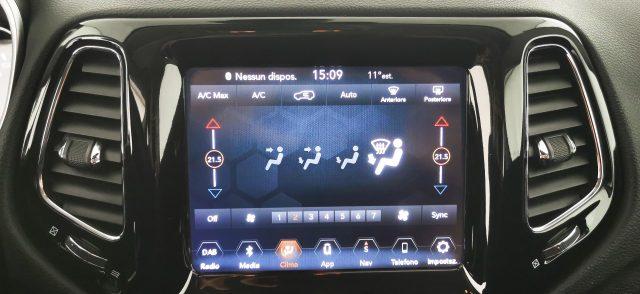 Nessun dispos. 15:09 11°est.
A/C Max A/C Auto Anteriore Posteriore
21.5 21.5
Off 1 2 3 4 5 6 7 Sync
DAB
Radio Media Clima App Nav Telefono Impostaz.